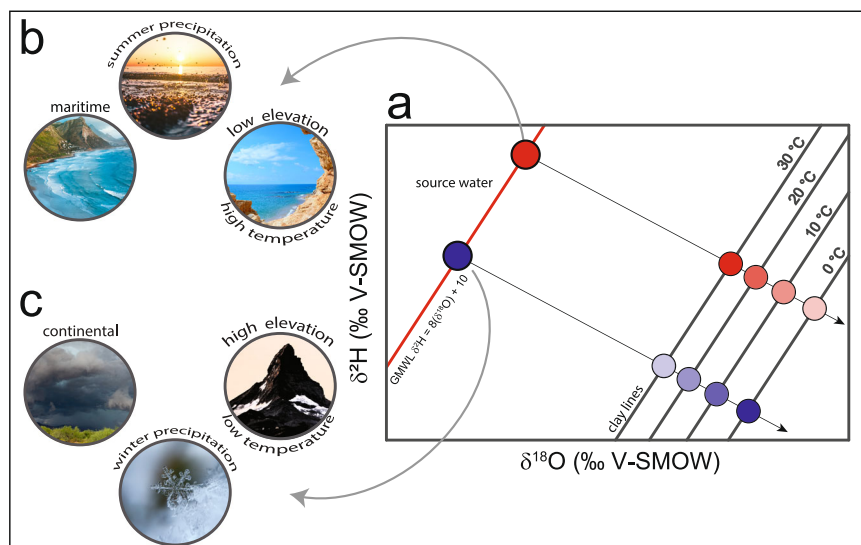 b
summer precipitation
maritime
low elevation
high temperature
c
continental
high elevation
low temperature
winter precipitation
a
source water
30 °C
20 °C
10 °C
0 °C
GMWL δ²H = 8(δ¹⁸O) + 10
clay lines
δ²H (‰ V-SMOW)
δ¹⁸O (‰ V-SMOW)